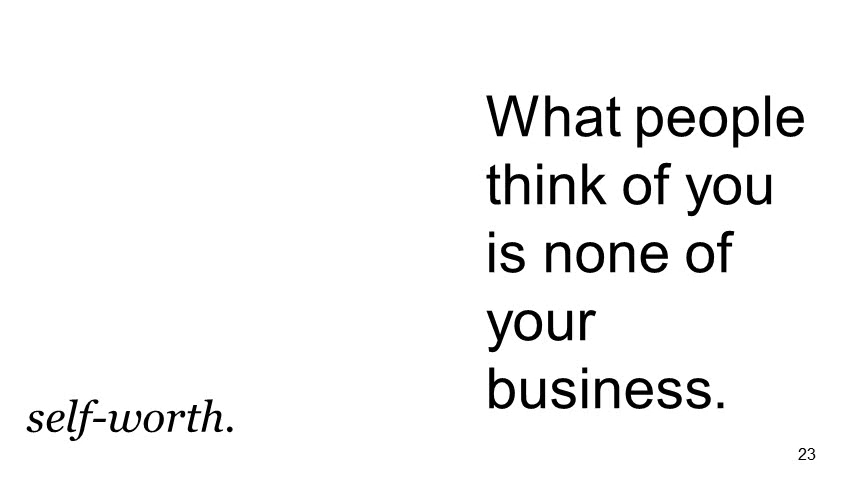 What people
think of you
is none of
your
business.
self-worth.
23